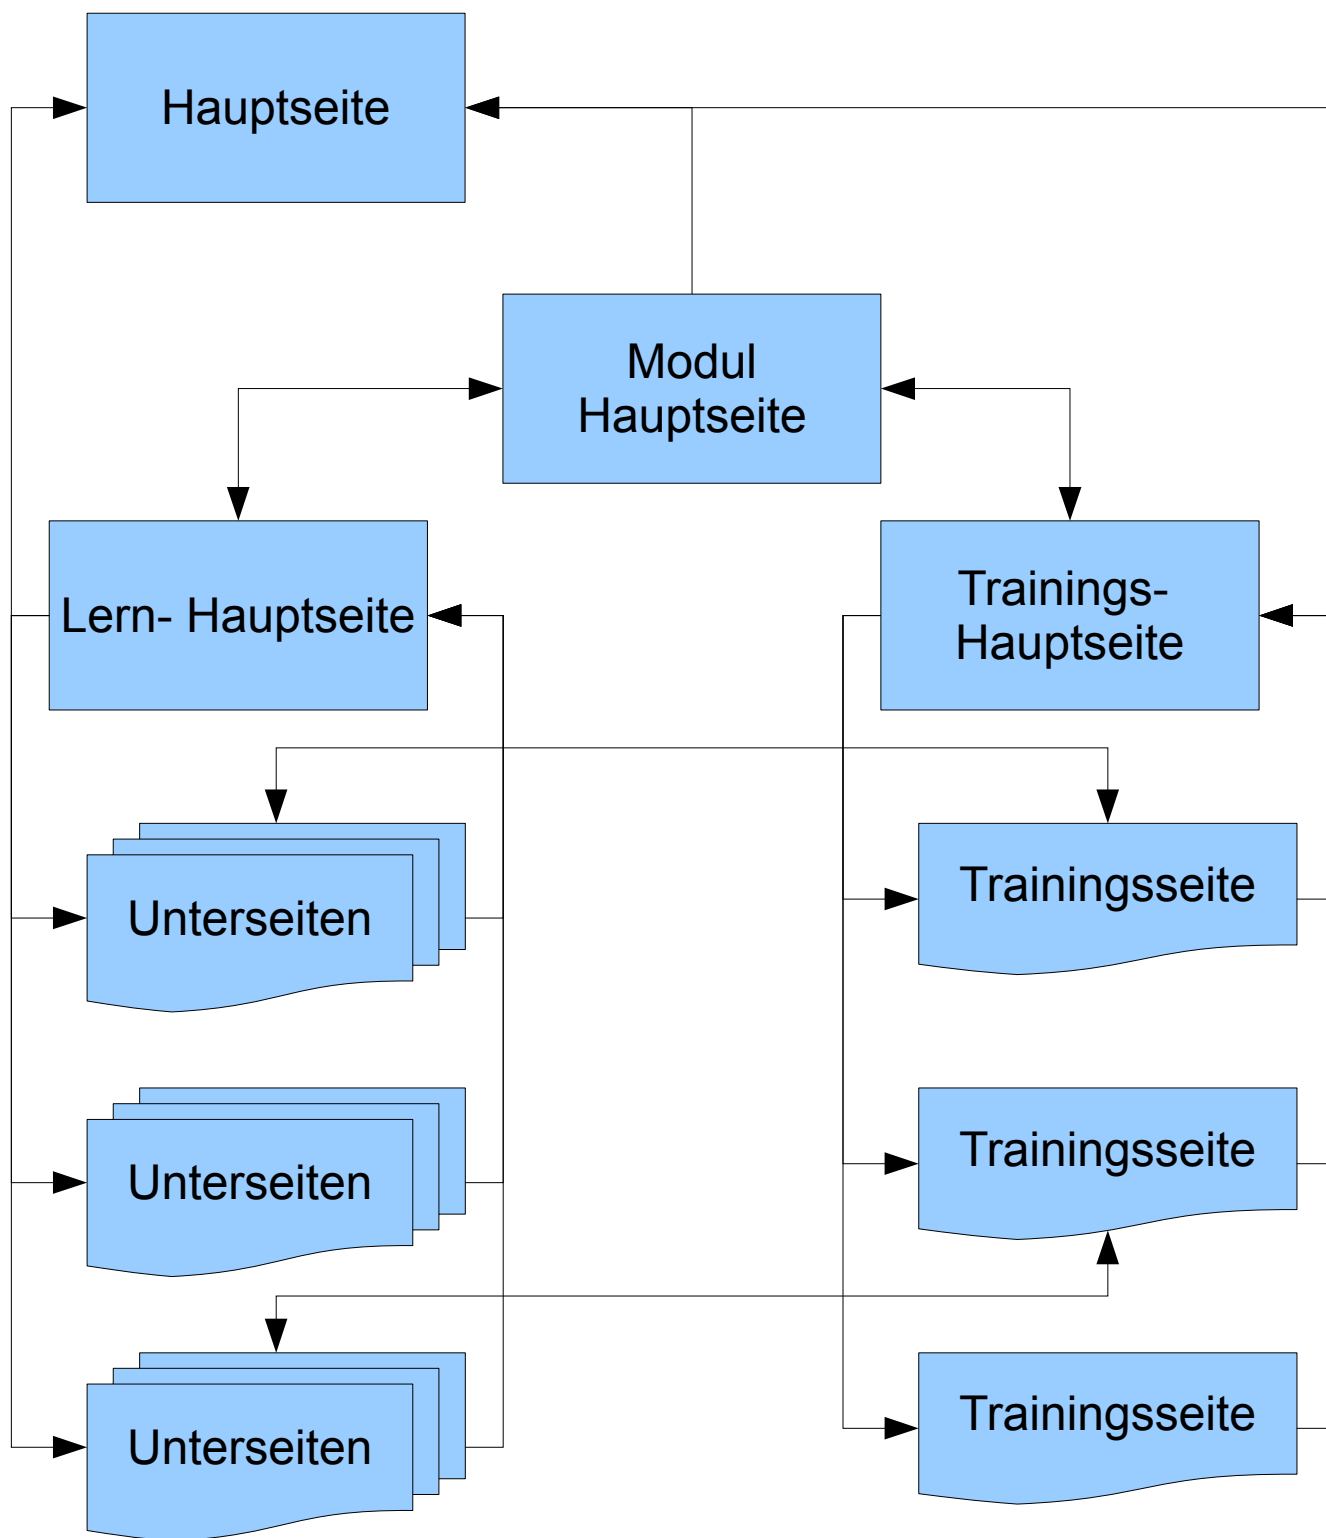 Hauptseite
Modul
Hauptseite
Lern- Hauptseite
Trainings-
Hauptseite
Unterseiten
Trainingsseite
Unterseiten
Trainingsseite
Unterseiten
Trainingsseite